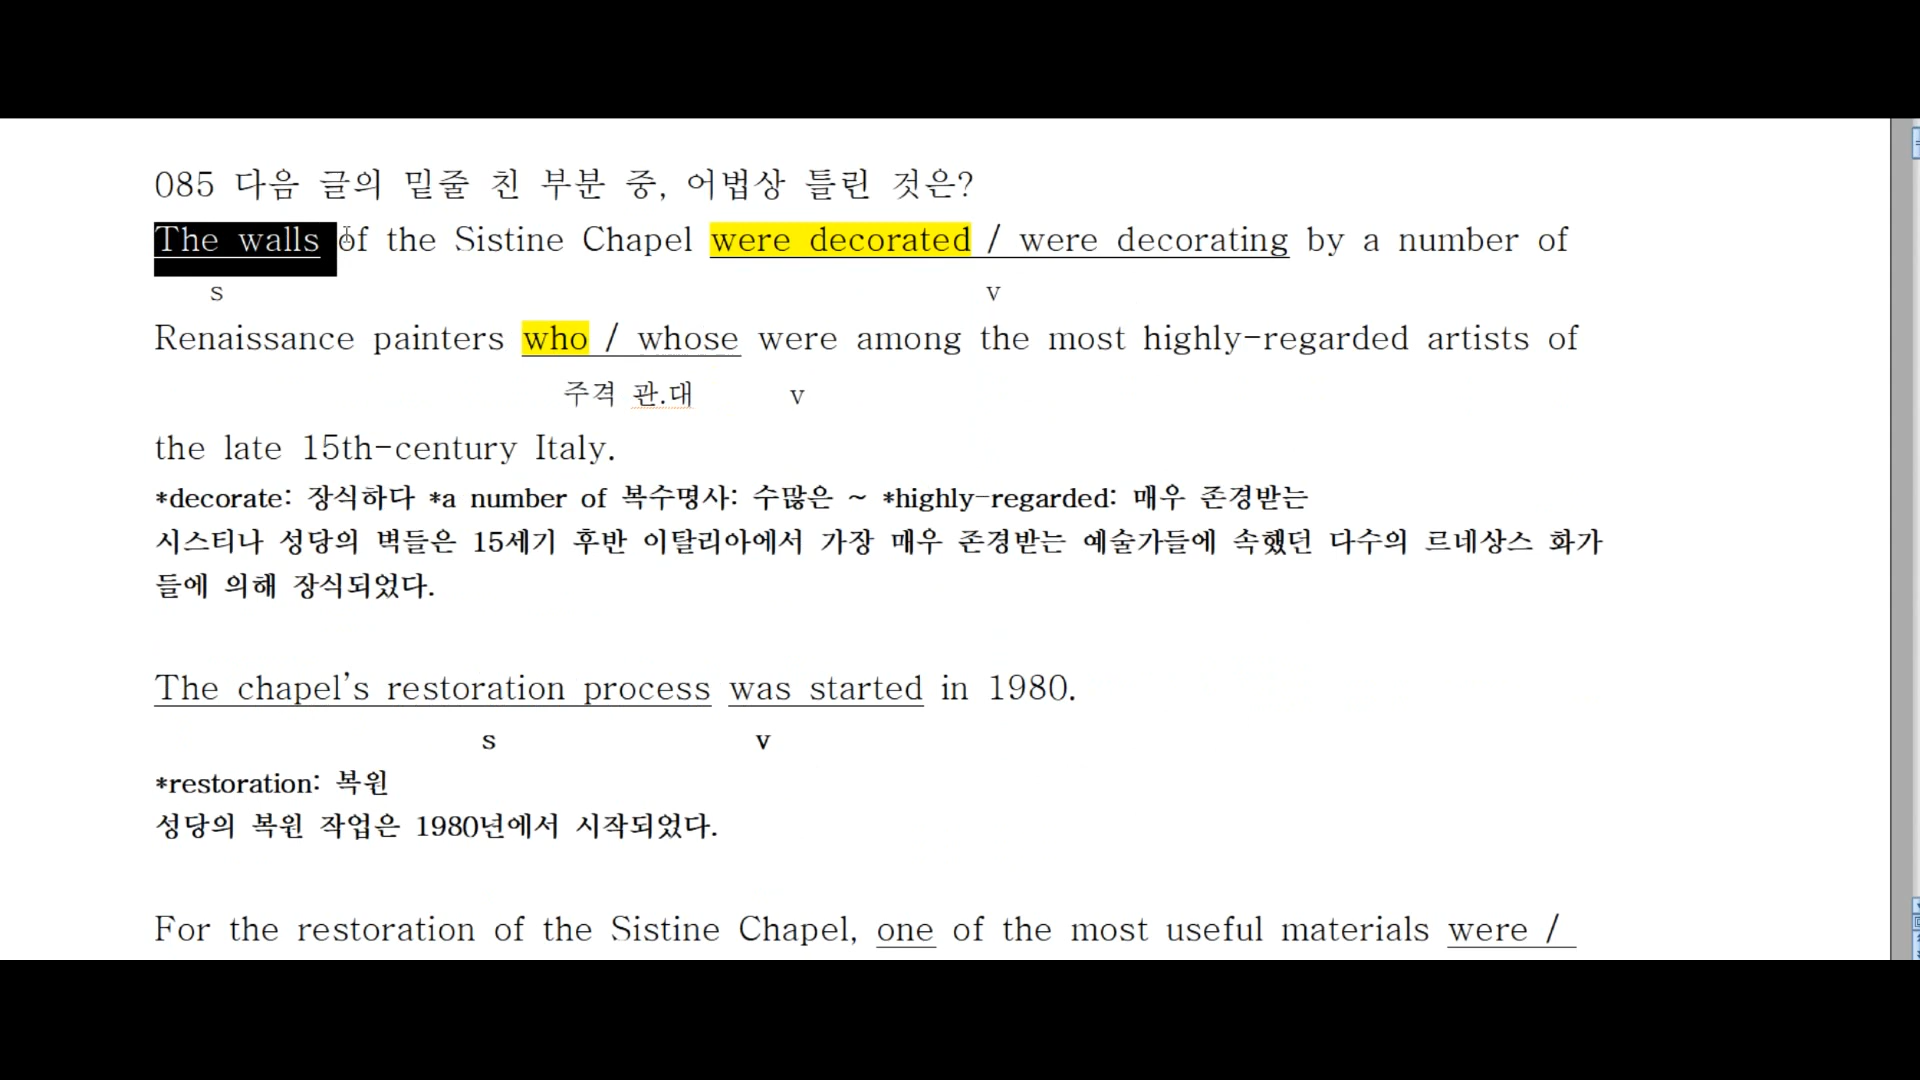 085 다음 글의 밑줄 친 부분 중, 어법상 틀린 것은?
The walls of the Sistine Chapel were decorated / were decorating by a number of
s v
Renaissance painters who / whose were among the most highly-regarded artists of
주격 관.대 v
the late 15th-century Italy.
*decorate: 장식하다 *a number of 복수명사: 수많은 ~ *highly-regarded: 매우 존경받는
시스티나 성당의 벽들은 15세기 후반 이탈리아에서 가장 매우 존경받는 예술가들에 속했던 다수의 르네상스 화가
들에 의해 장식되었다.
The chapel's restoration process was started in 1980.
s v
*restoration: 복원
성당의 복원 작업은 1980년에서 시작되었다.
For the restoration of the Sistine Chapel, one of the most useful materials were /